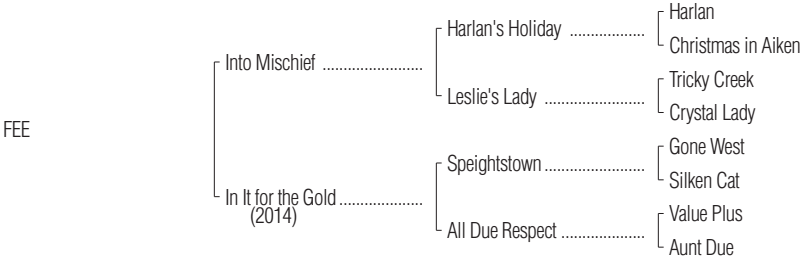 Harlan
Harlan's Holiday ..................
Christmas in Aiken
Into Mischief ........................
Tricky Creek
Leslie's Lady ........................
Crystal Lady
FEE
Gone West
Speightstown ........................
Silken Cat
In It for the Gold ....................
(2014)
Value Plus
All Due Respect ....................
Aunt Due